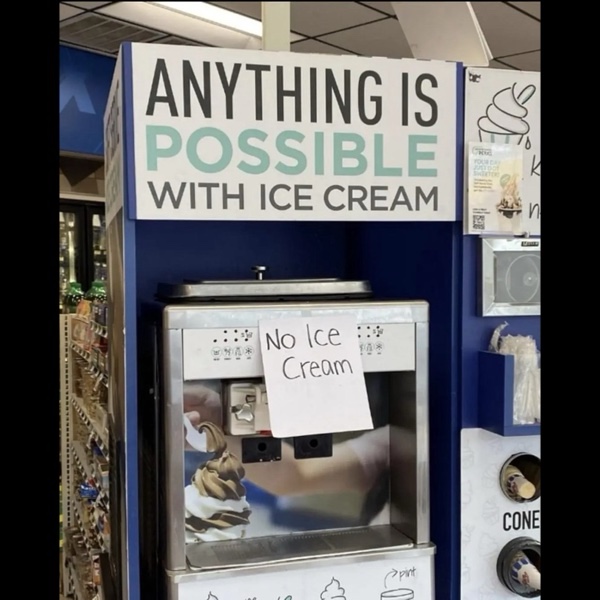 ANYTHING IS
POSSIBLE
WITH ICE CREAM
No Ice
Cream
CONE
pint